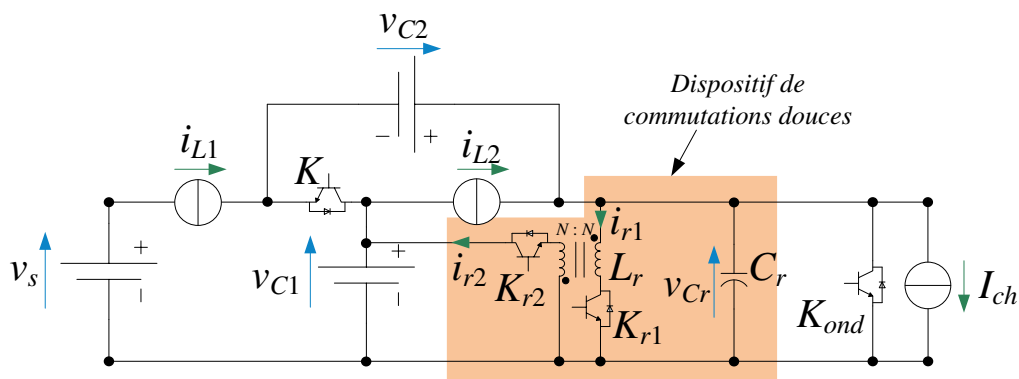 v_C2
Dispositif de
commutations douces
i_L1
K
i_L2
N : N
i_r1
v_s
+
−
v_C1
+
−
−
+
i_r2
K_r2
L_r
K_r1
v_Cr
C_r
K_ond
I_ch